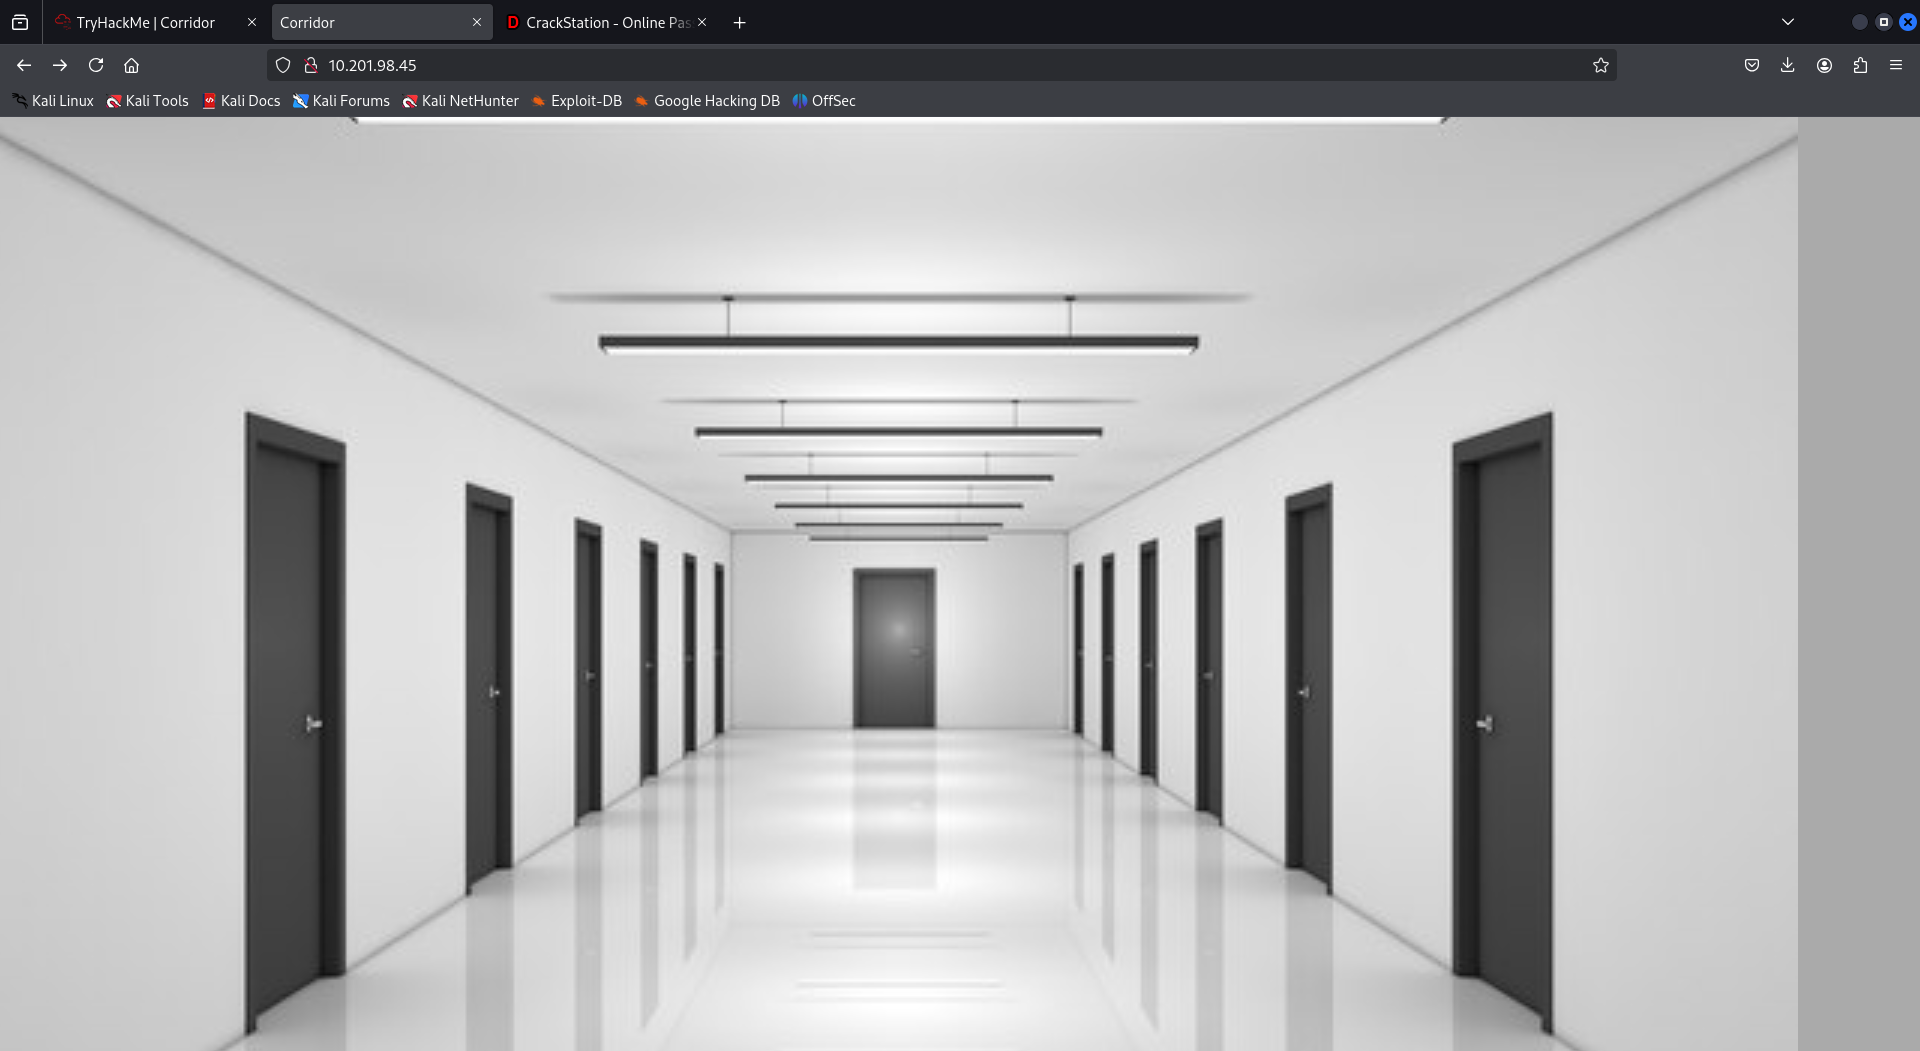 TryHackMe | Corridor
Corridor
CrackStation - Online Pas
10.201.98.45
Kali Linux Kali Tools Kali Docs Kali Forums Kali NetHunter Exploit-DB Google Hacking DB OffSec